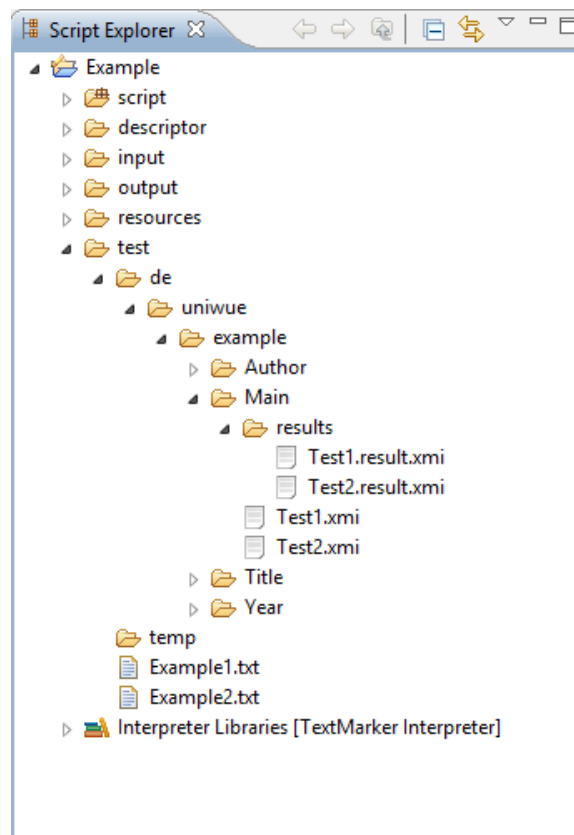 Script Explorer
Example
script
descriptor
input
output
resources
test
de
uniwue
example
Author
Main
results
Test1.result.xmi
Test2.result.xmi
Test1.xmi
Test2.xmi
Title
Year
temp
Example1.txt
Example2.txt
Interpreter Libraries [TextMarker Interpreter]